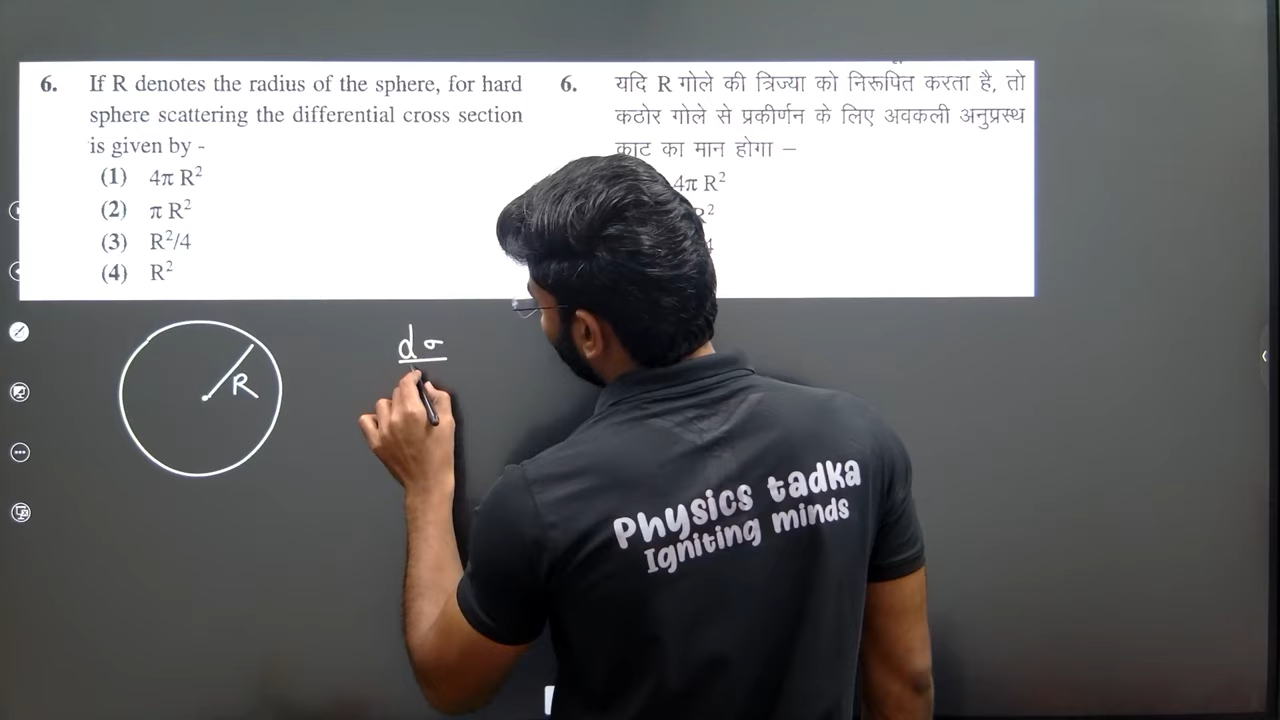 6. If R denotes the radius of the sphere, for hard
sphere scattering the differential cross section
is given by -
(1) 4π R²
(2) π R²
(3) R²/4
(4) R²
6. यदि R गोले की त्रिज्या को निरूपित करता है, तो
कठोर गोले से प्रकीर्णन के लिए अवकली अनुप्रस्थ
काट का मान होगा –
4π R²
R²
4
R
dσ
Physics tadka
Igniting minds